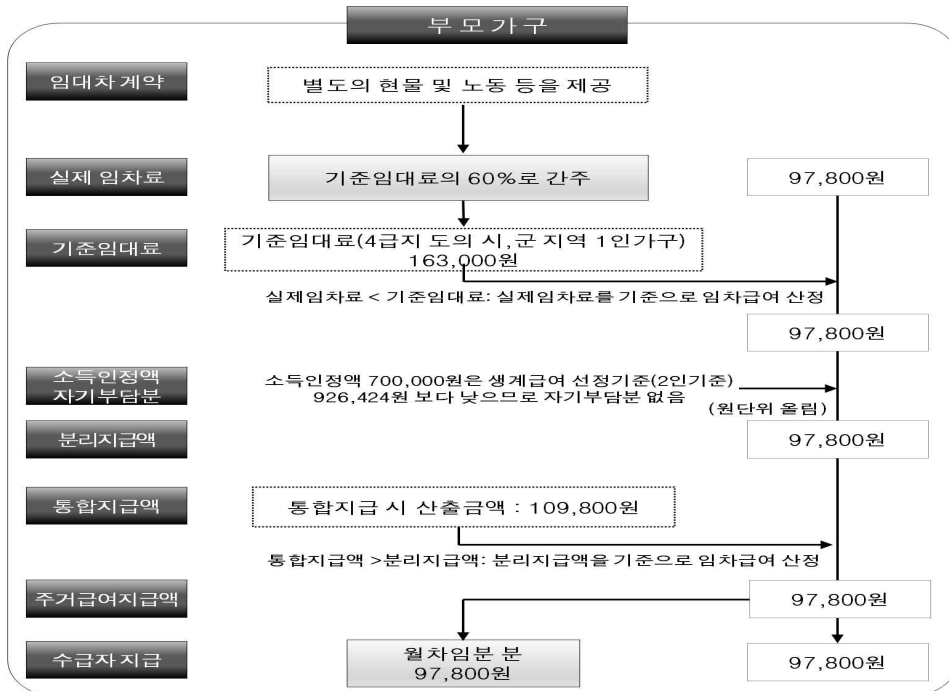 부모가구
임대차 계약
별도의 현물 및 노동 등을 제공
실제 임차료
기준임대료의 60%로 간주
97,800원
기준임대료
기준임대료(4급지 도의 시,군 지역 1인가구)
163,000원
실제임차료 < 기준임대료: 실제임차료를 기준으로 임차급여 산정
97,800원
소득인정액
자기부담분
소득인정액 700,000원은 생계급여 선정기준(2인기준)
926,424원 보다 낮으므로 자기부담분 없음
(원단위 올림)
분리지급액
97,800원
통합지급액
통합지급 시 산출금액 : 109,800원
통합지급액 >분리지급액: 분리지급액을 기준으로 임차급여 산정
주거급여지급액
97,800원
수급자 지급
월차임분 분
97,800원
97,800원